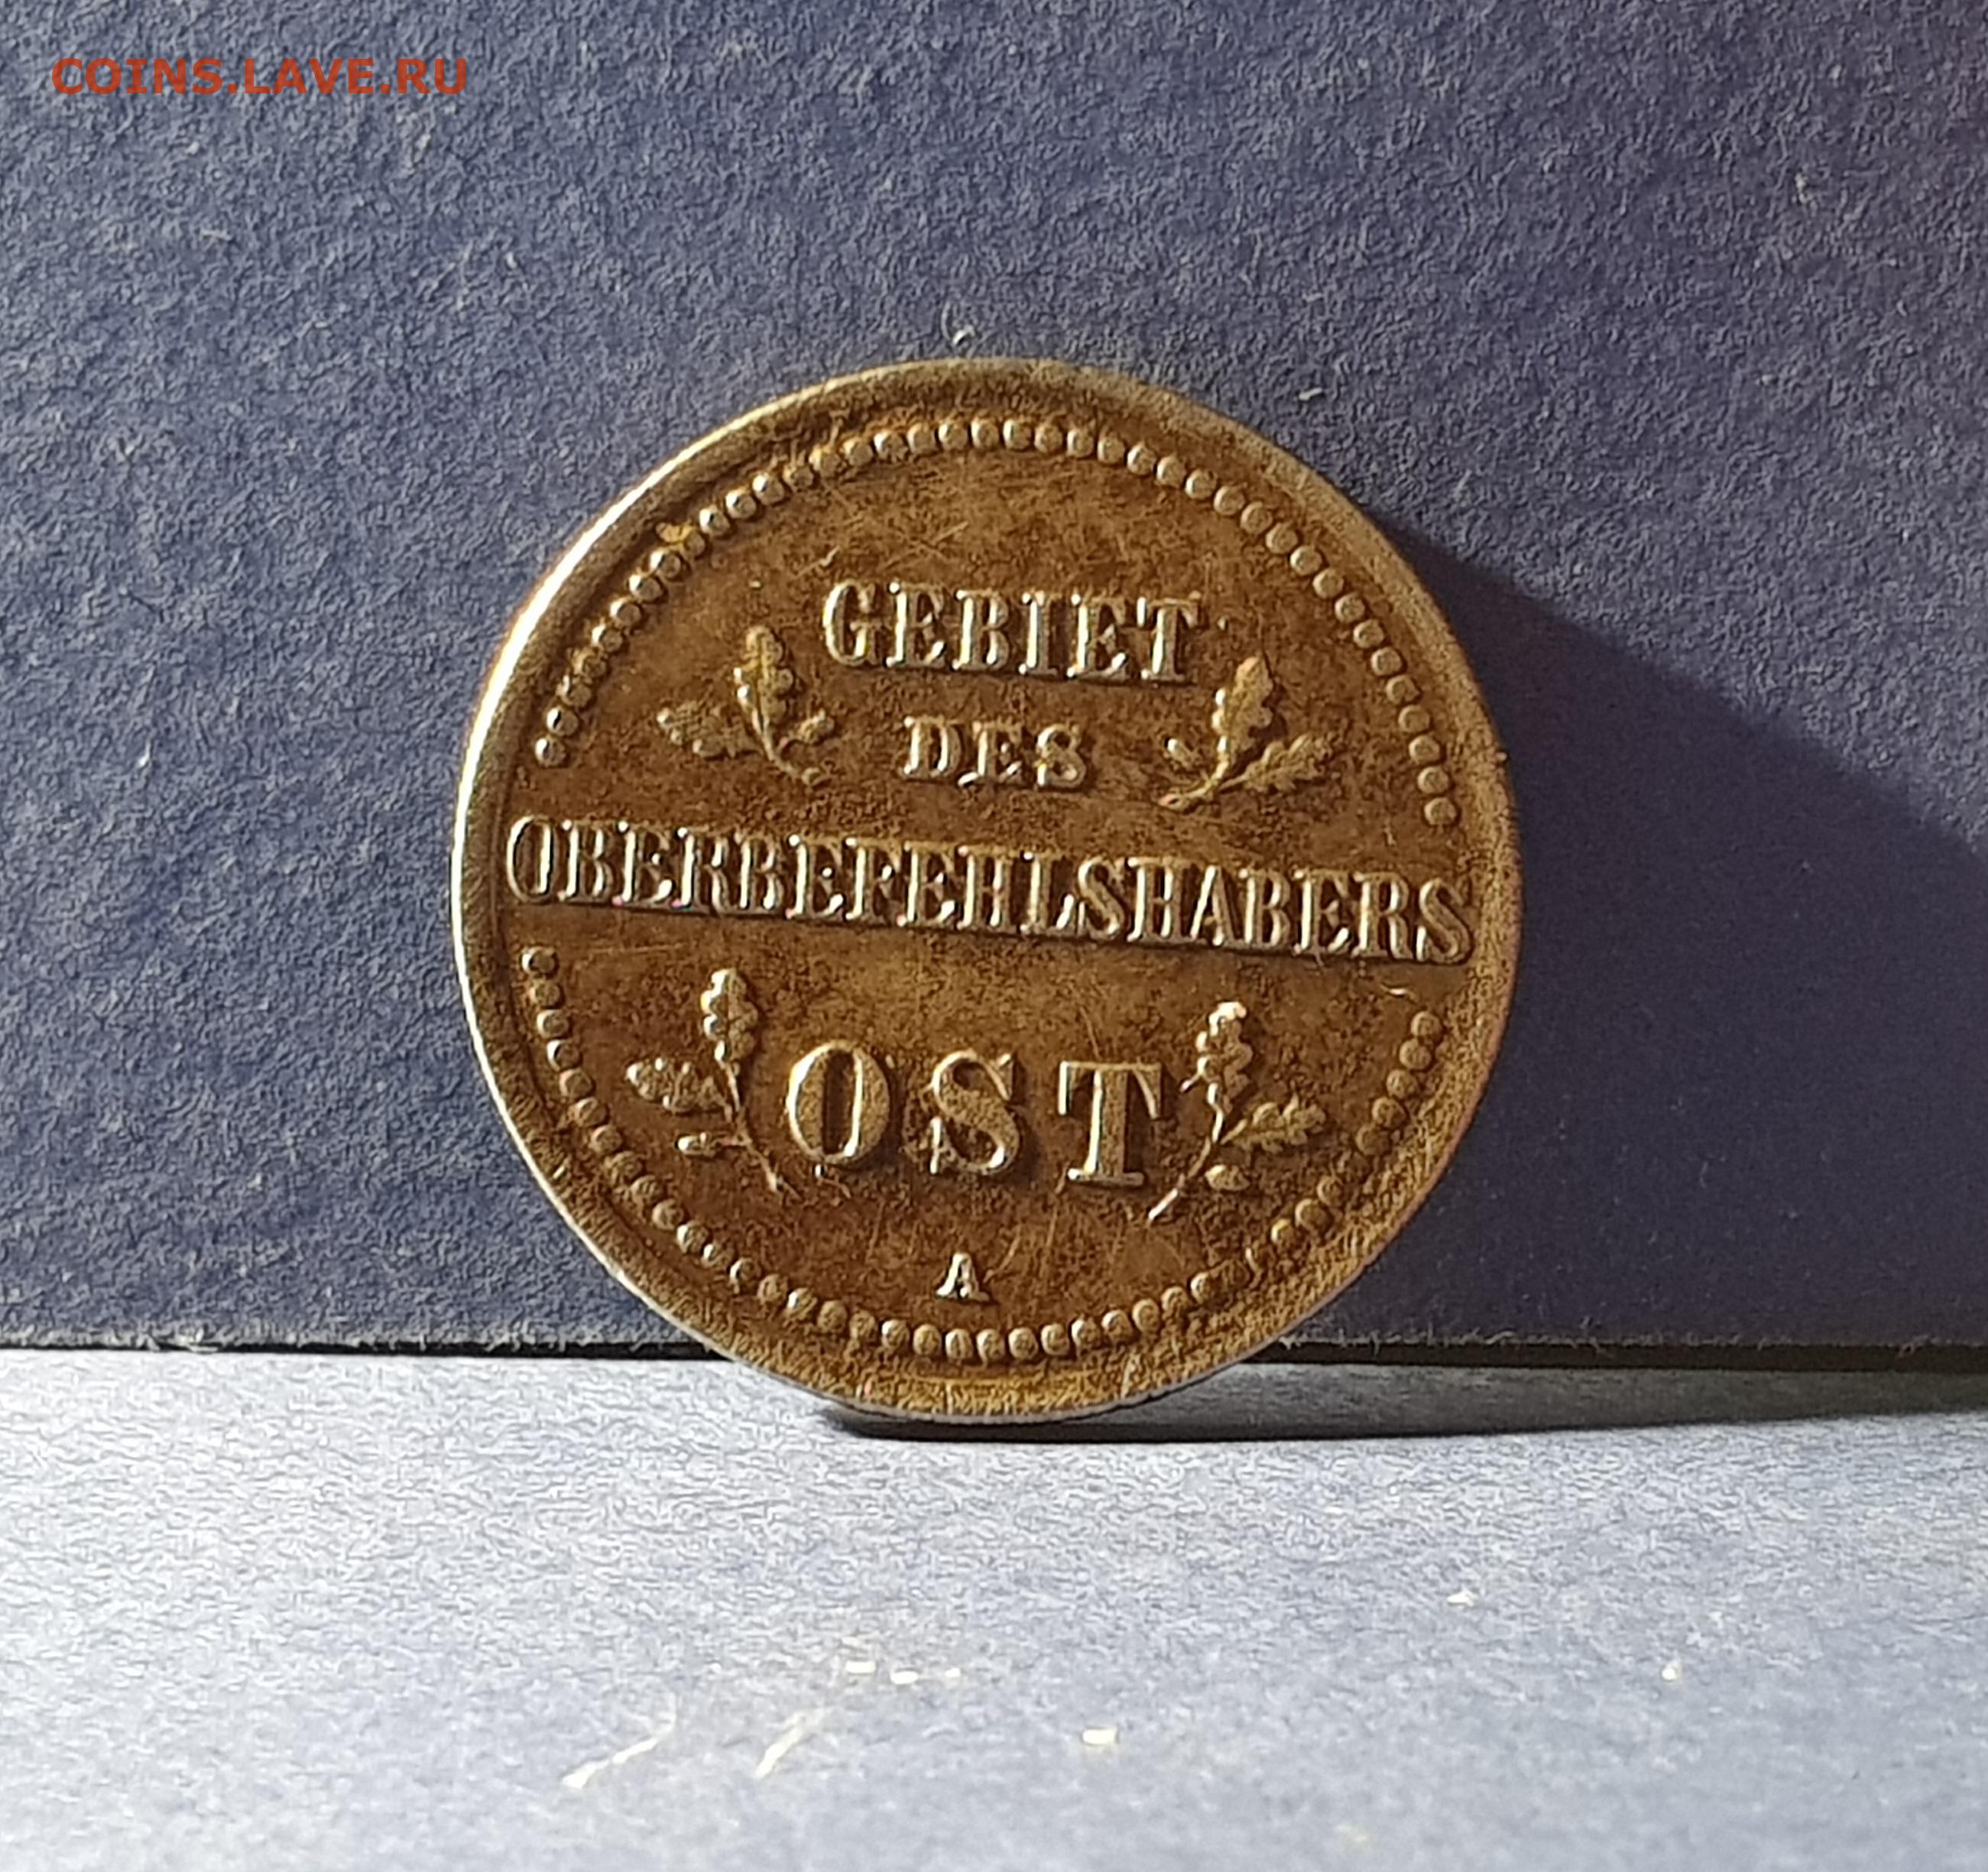 COINS.LAVE.RU
GEBIET
DES
OBERBEFEHLSHABERS
OST
A